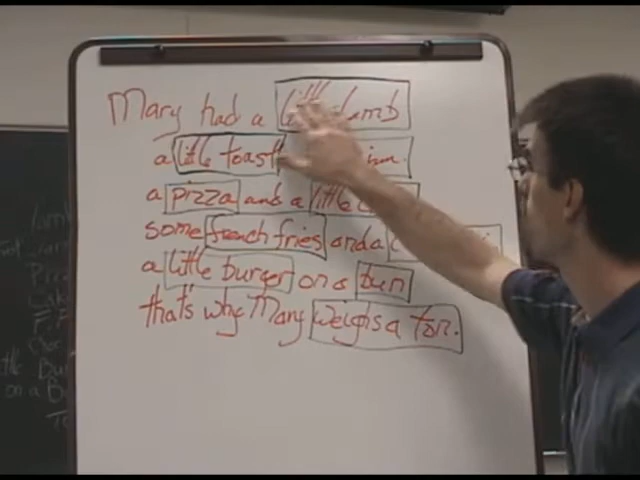 Mary had a little lamb
a little toast
a pizza and a little
some french fries and a
a little burger on a bun
that's why Mary weighs a ton.